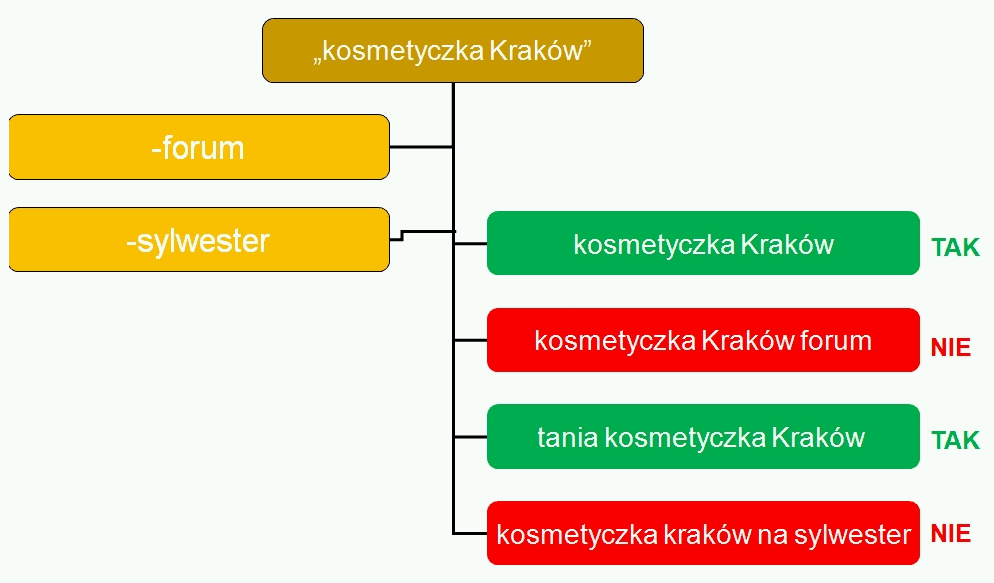 „kosmetyczka Kraków”
-forum
-sylwester
kosmetyczka Kraków TAK
kosmetyczka Kraków forum NIE
tania kosmetyczka Kraków TAK
kosmetyczka kraków na sylwester NIE